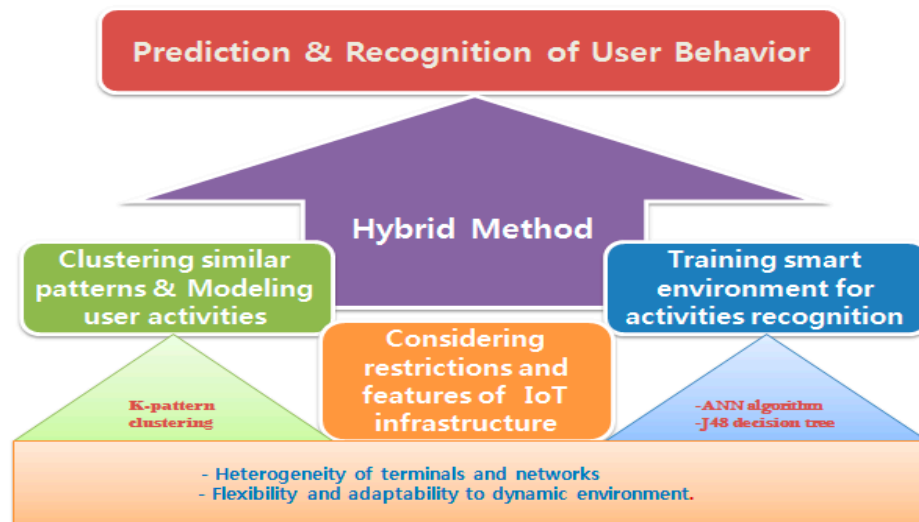 Prediction & Recognition of User Behavior
Hybrid Method
Clustering similar
patterns & Modeling
user activities
Training smart
environment for
activities recognition
Considering
restrictions and
features of IoT
infrastructure
K-pattern
clustering
-ANN algorithm
-J48 decision tree
- Heterogeneity of terminals and networks
- Flexibility and adaptability to dynamic environment.